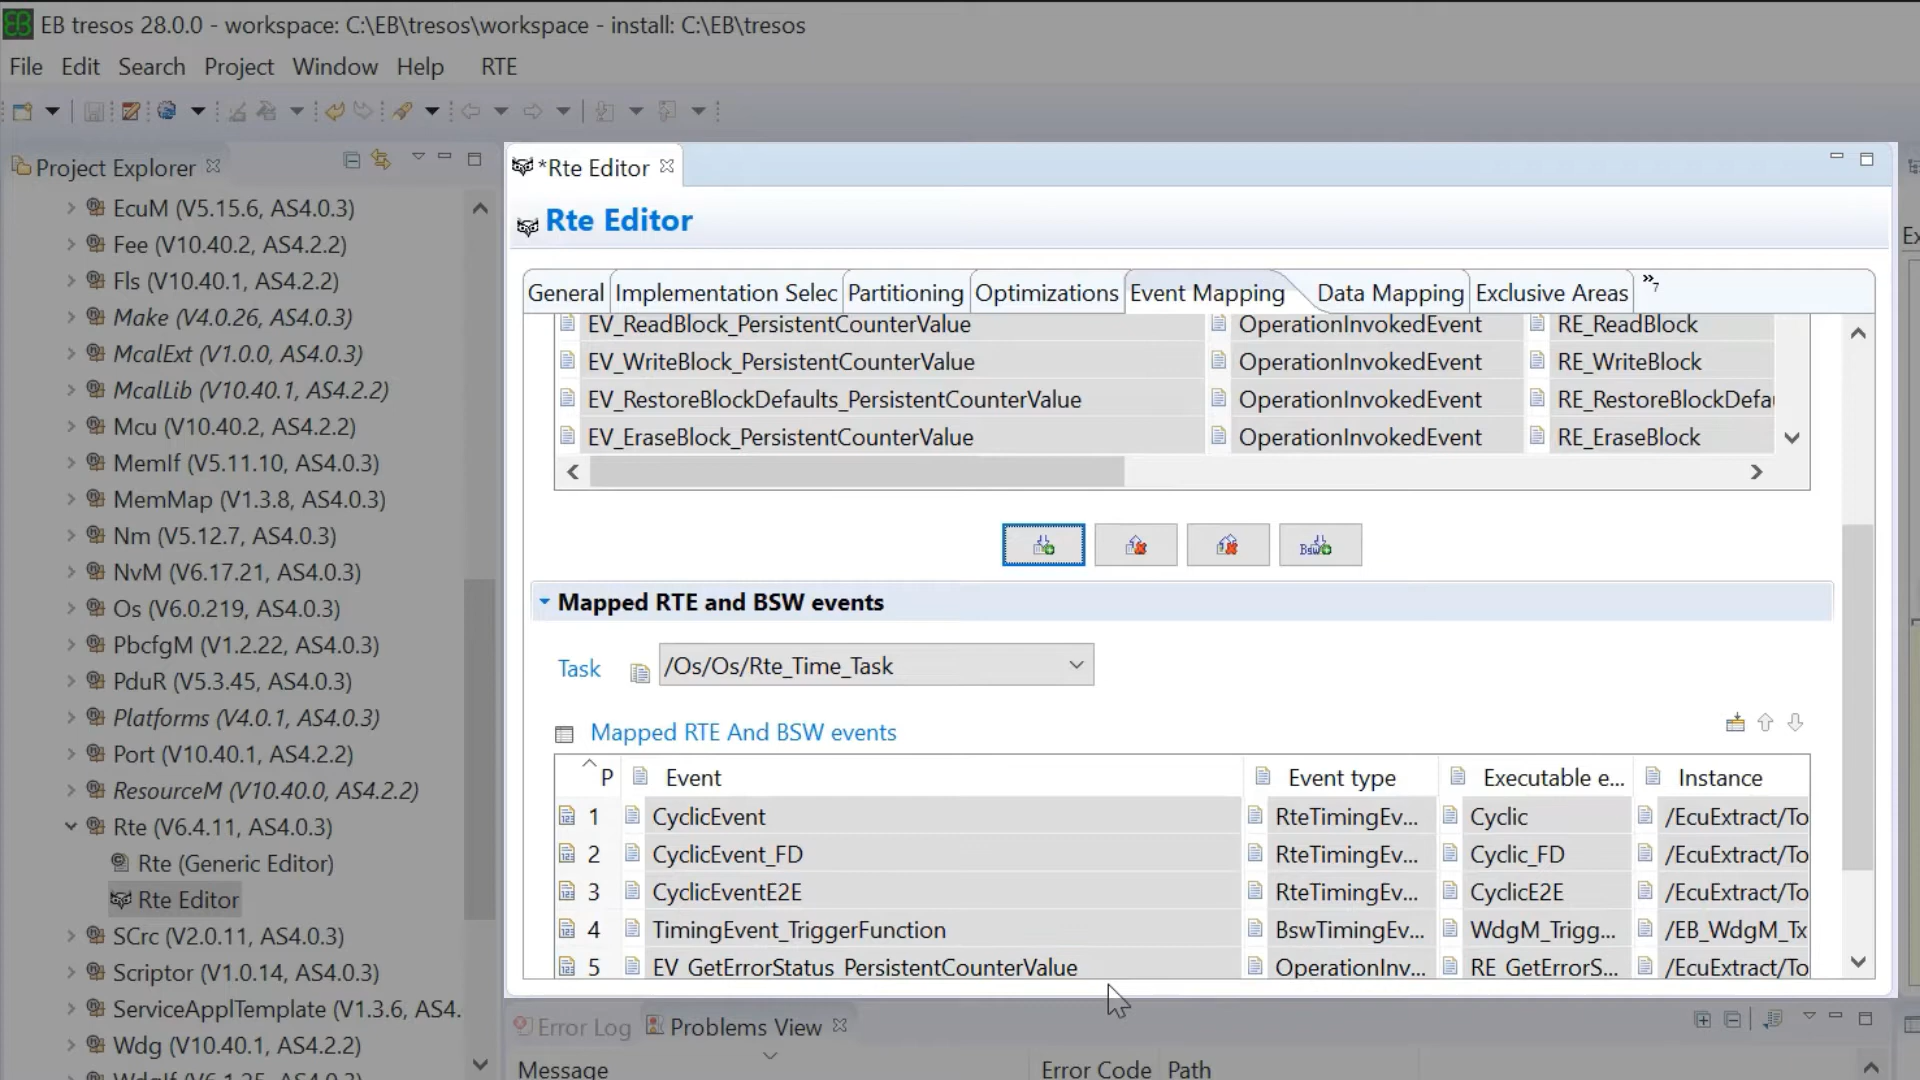 EB tresos 28.0.0 - workspace: C:\EB\tresos\workspace - install: C:\EB\tresos
File Edit Search Project Window Help RTE
Project Explorer
EcuM (V5.15.6, AS4.0.3)
Fee (V10.40.2, AS4.2.2)
Fls (V10.40.1, AS4.2.2)
Make (V4.0.26, AS4.0.3)
McalExt (V1.0.0, AS4.0.3)
McalLib (V10.40.1, AS4.2.2)
Mcu (V10.40.2, AS4.2.2)
MemIf (V5.11.10, AS4.0.3)
MemMap (V1.3.8, AS4.0.3)
Nm (V5.12.7, AS4.0.3)
NvM (V6.17.21, AS4.0.3)
Os (V6.0.219, AS4.0.3)
PbcfgM (V1.2.22, AS4.0.3)
PduR (V5.3.45, AS4.0.3)
Platforms (V4.0.1, AS4.0.3)
Port (V10.40.1, AS4.2.2)
ResourceM (V10.40.0, AS4.2.2)
Rte (V6.4.11, AS4.0.3)
Rte (Generic Editor)
Rte Editor
SCrc (V2.0.11, AS4.0.3)
Scriptor (V1.0.14, AS4.0.3)
ServiceApplTemplate (V1.3.6, AS4.
Wdg (V10.40.1, AS4.2.2)
*Rte Editor
Rte Editor
General Implementation Selec Partitioning Optimizations Event Mapping Data Mapping Exclusive Areas »7
EV_ReadBlock_PersistentCounterValue OperationInvokedEvent RE_ReadBlock
EV_WriteBlock_PersistentCounterValue OperationInvokedEvent RE_WriteBlock
EV_RestoreBlockDefaults_PersistentCounterValue OperationInvokedEvent RE_RestoreBlockDefau
EV_EraseBlock_PersistentCounterValue OperationInvokedEvent RE_EraseBlock
Bsw
Mapped RTE and BSW events
Task /Os/Os/Rte_Time_Task
Mapped RTE And BSW events
P Event Event type Executable e... Instance
1 CyclicEvent RteTimingEv... Cyclic /EcuExtract/To
2 CyclicEvent_FD RteTimingEv... Cyclic_FD /EcuExtract/To
3 CyclicEventE2E RteTimingEv... CyclicE2E /EcuExtract/To
4 TimingEvent_TriggerFunction BswTimingEv... WdgM_Trigg... /EB_WdgM_Tx
5 EV_GetErrorStatus_PersistentCounterValue OperationInv... RE_GetErrorS... /EcuExtract/To
Error Log Problems View
Message Error Code Path
Ex